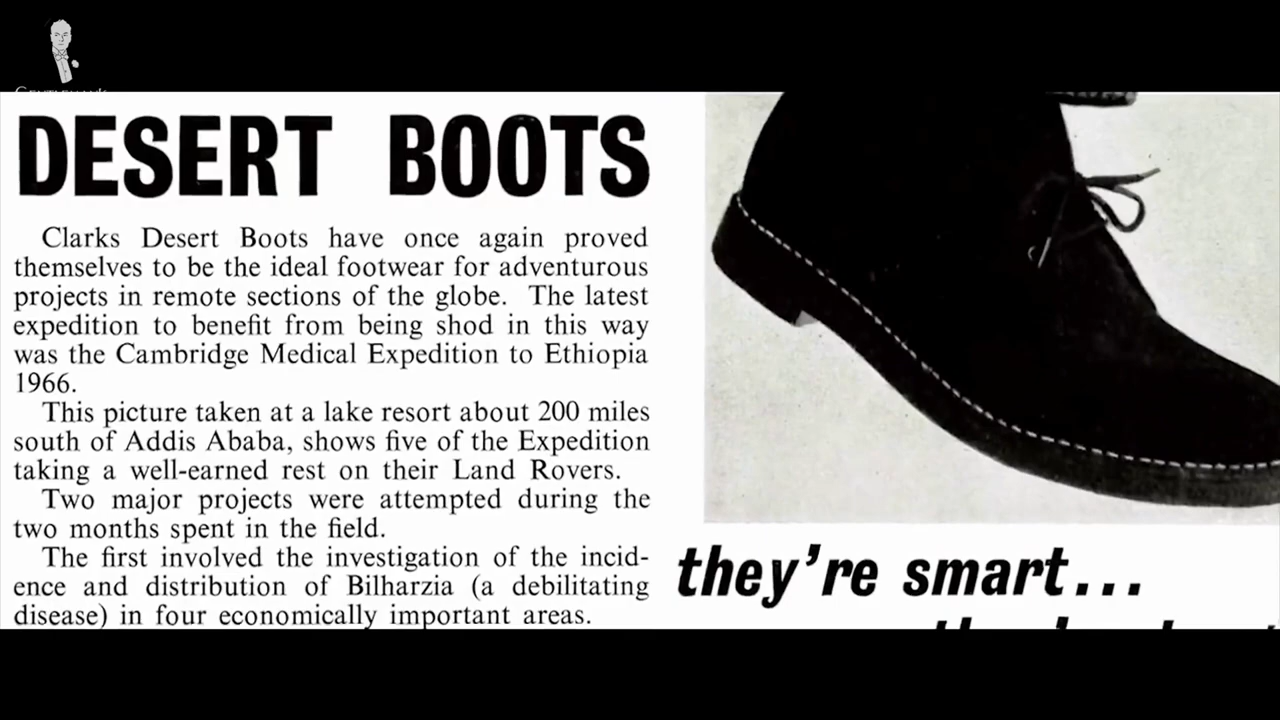 DESERT BOOTS
Clarks Desert Boots have once again proved
themselves to be the ideal footwear for adventurous
projects in remote sections of the globe. The latest
expedition to benefit from being shod in this way
was the Cambridge Medical Expedition to Ethiopia
1966.
This picture taken at a lake resort about 200 miles
south of Addis Ababa, shows five of the Expedition
taking a well-earned rest on their Land Rovers.
Two major projects were attempted during the
two months spent in the field.
The first involved the investigation of the incid-
ence and distribution of Bilharzia (a debilitating
disease) in four economically important areas.
they're smart...